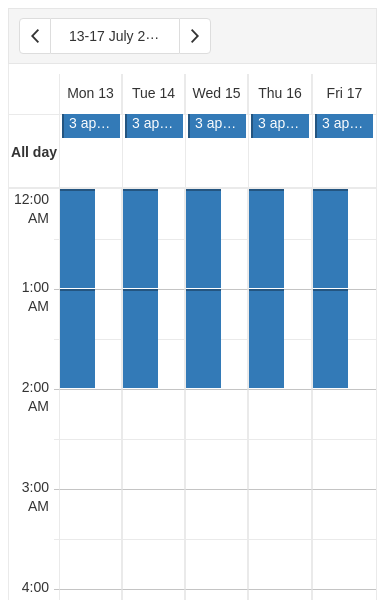 13-17 July 2···
Mon 13 Tue 14 Wed 15 Thu 16 Fri 17
3 ap… 3 ap… 3 ap… 3 ap… 3 ap…
All day
12:00
AM
1:00
AM
2:00
AM
3:00
AM
4:00